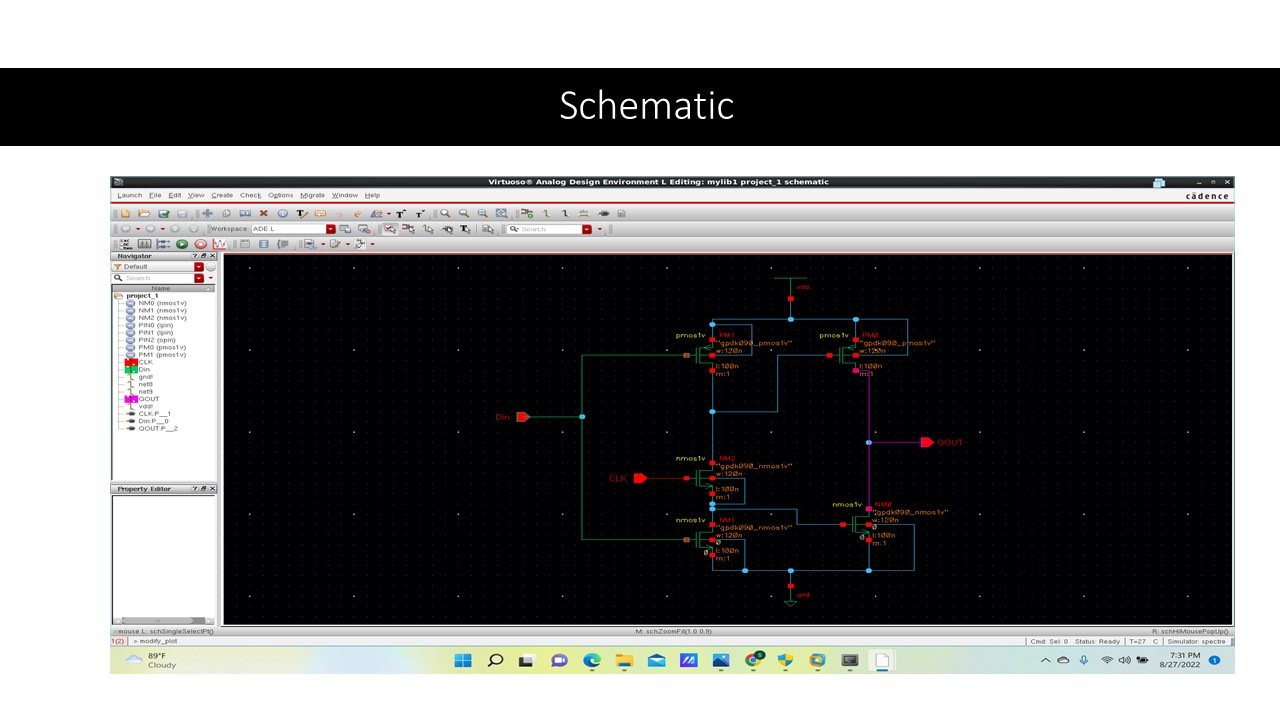 Schematic
Virtuoso® Analog Design Environment L Editing: mylib1 project_1 schematic
Launch File Edit View Create Check Options Migrate Window Help
cādence
Workspace: ADE L
Search
Navigator
Default
Search
Name
project_1
NM0 (nmos1v)
NM1 (nmos1v)
NM2 (nmos1v)
PIN0 (ipin)
PIN1 (ipin)
PIN2 (opin)
PM0 (pmos1v)
PM1 (pmos1v)
CLK
Din
gnd!
net8
net9
QOUT
vdd!
CLK:P__1
Din:P__0
QOUT:P__2
Property Editor
vdd
pmos1v PM1
"gpdk090_pmos1v"
w:120n
l:100n
m:1
pmos1v PM0
"gpdk090_pmos1v"
w:120n
l:100n
m:1
Din
QOUT
nmos1v NM2
"gpdk090_nmos1v"
w:120n
CLK
l:100n
m:1
nmos1v NM1
"gpdk090_nmos1v"
w:120n
l:100n
m:1
nmos1v NM0
"gpdk090_nmos1v"
w:120n
l:100n
m:1
gnd
mouse L: schSingleSelectPt()
M: schZoomFit(1.0 0.9)
R: schHiMousePopUp()
1(2) > modify_plot
Cmd: Sel: 0 Status: Ready T=27 C Simulator: spectre
89°F
Cloudy
7:31 PM
8/27/2022
1